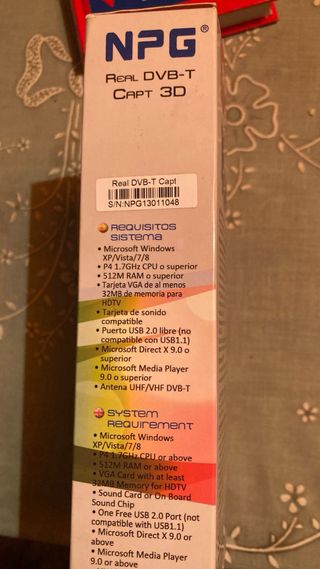 NPG®
REAL DVB-T
CAPT 3D
Real DVB-T Capt
S/N:NPG13011048
REQUISITOS
SISTEMA
• Microsoft Windows
XP/Vista/7/8
• P4 1.7GHz CPU o superior
• 512M RAM o superior
• Tarjeta VGA de al menos
32MB de memoria para
HDTV
• Tarjeta de sonido
compatible
• Puerto USB 2.0 libre (no
compatible con USB1.1)
• Microsoft Direct X 9.0 o
superior
• Microsoft Media Player
9.0 o superior
• Antena UHF/VHF DVB-T
SYSTEM
REQUIREMENT
• Microsoft Windows
XP/Vista/7/8
• P4 1.7GHz CPU or above
• 512M RAM or above
• VGA Card with at least
32MB Memory for HDTV
• Sound Card or On Board
Sound Chip
• One Free USB 2.0 Port (not
compatible with USB1.1)
• Microsoft Direct X 9.0 or
above
• Microsoft Media Player
9.0 or above